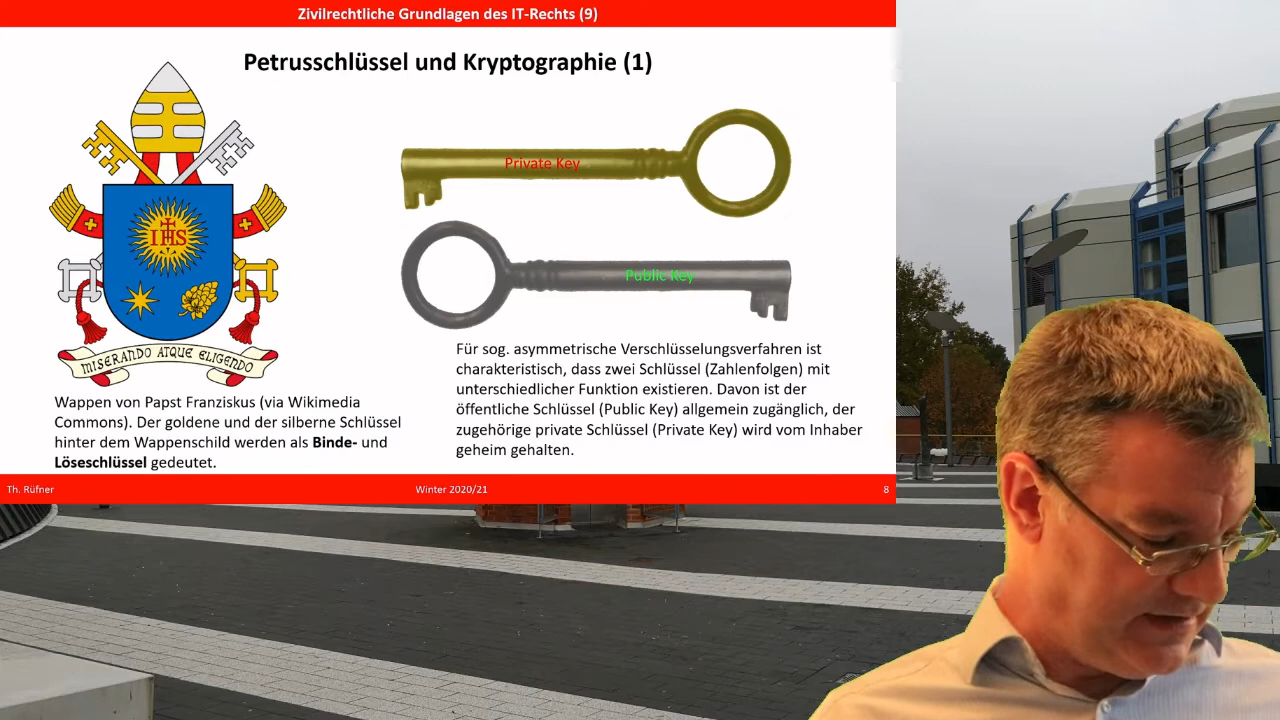 Zivilrechtliche Grundlagen des IT-Rechts (9)
Petrusschlüssel und Kryptographie (1)
IHS
MISERANDO ATQUE ELIGENDO
Wappen von Papst Franziskus (via Wikimedia
Commons). Der goldene und der silberne Schlüssel
hinter dem Wappenschild werden als Binde- und
Löseschlüssel gedeutet.
Private Key
Public Key
Für sog. asymmetrische Verschlüsselungsverfahren ist
charakteristisch, dass zwei Schlüssel (Zahlenfolgen) mit
unterschiedlicher Funktion existieren. Davon ist der
öffentliche Schlüssel (Public Key) allgemein zugänglich, der
zugehörige private Schlüssel (Private Key) wird vom Inhaber
geheim gehalten.
Th. Rüfner
Winter 2020/21
8